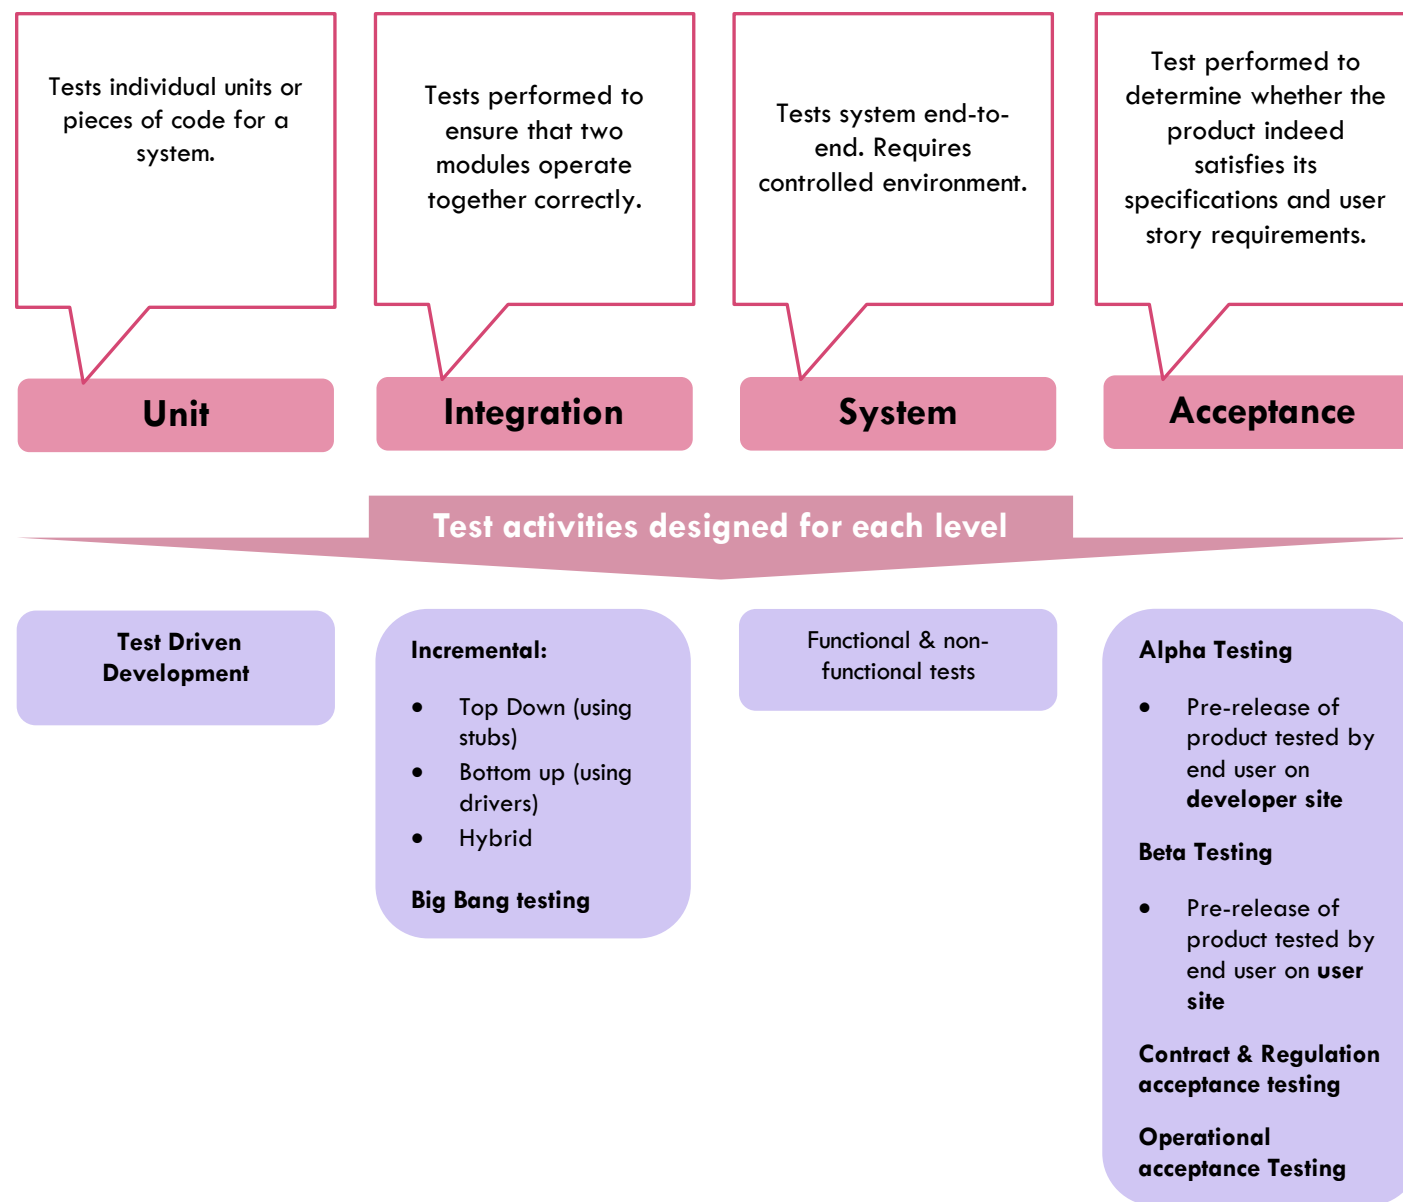 Tests individual units or
pieces of code for a
system.
Tests performed to
ensure that two
modules operate
together correctly.
Tests system end-to-
end. Requires
controlled environment.
Test performed to
determine whether the
product indeed
satisfies its
specifications and user
story requirements.
Unit
Integration
System
Acceptance
Test activities designed for each level
Test Driven
Development
Incremental:
• Top Down (using
stubs)
• Bottom up (using
drivers)
• Hybrid
Big Bang testing
Functional & non-
functional tests
Alpha Testing
• Pre-release of
product tested by
end user on
developer site
Beta Testing
• Pre-release of
product tested by
end user on user
site
Contract & Regulation
acceptance testing
Operational
acceptance Testing